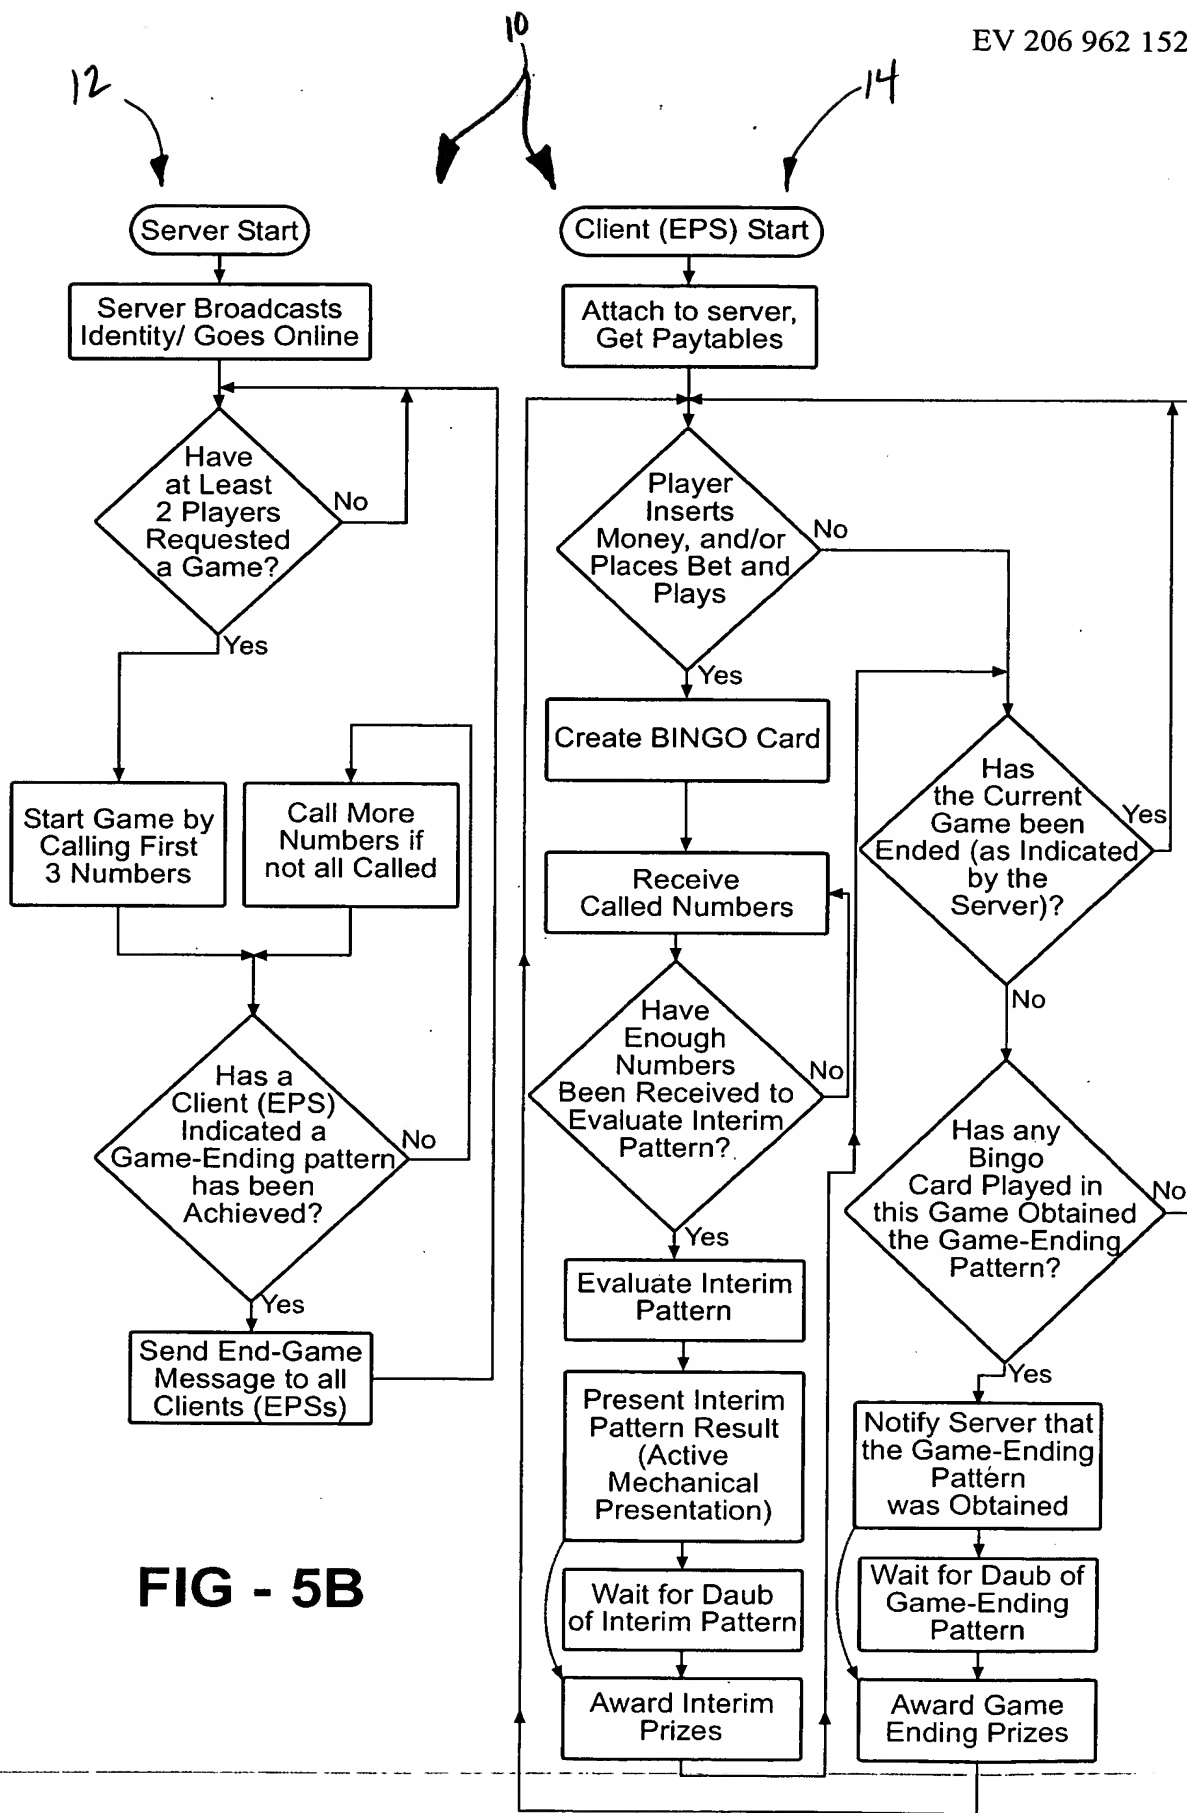 10
EV 206 962 152
12
14
Server Start
Server Broadcasts
Identity/ Goes Online
Have
at Least
2 Players
Requested
a Game?
No
Yes
Start Game by
Calling First
3 Numbers
Call More
Numbers if
not all Called
Has a
Client (EPS)
Indicated a
Game-Ending pattern
has been
Achieved?
No
Yes
Send End-Game
Message to all
Clients (EPSs)
Client (EPS) Start
Attach to server,
Get Paytables
Player
Inserts
Money, and/or
Places Bet and
Plays
No
Yes
Create BINGO Card
Receive
Called Numbers
Have
Enough
Numbers
Been Received to
Evaluate Interim
Pattern?
No
Yes
Evaluate Interim
Pattern
Present Interim
Pattern Result
(Active
Mechanical
Presentation)
Wait for Daub
of Interim Pattern
Award Interim
Prizes
Has
the Current
Game been
Ended (as Indicated
by the
Server)?
Yes
No
Has any
Bingo
Card Played in
this Game Obtained
the Game-Ending
Pattern?
No
Yes
Notify Server that
the Game-Ending
Pattern
was Obtained
Wait for Daub of
Game-Ending
Pattern
Award Game
Ending Prizes
FIG - 5B